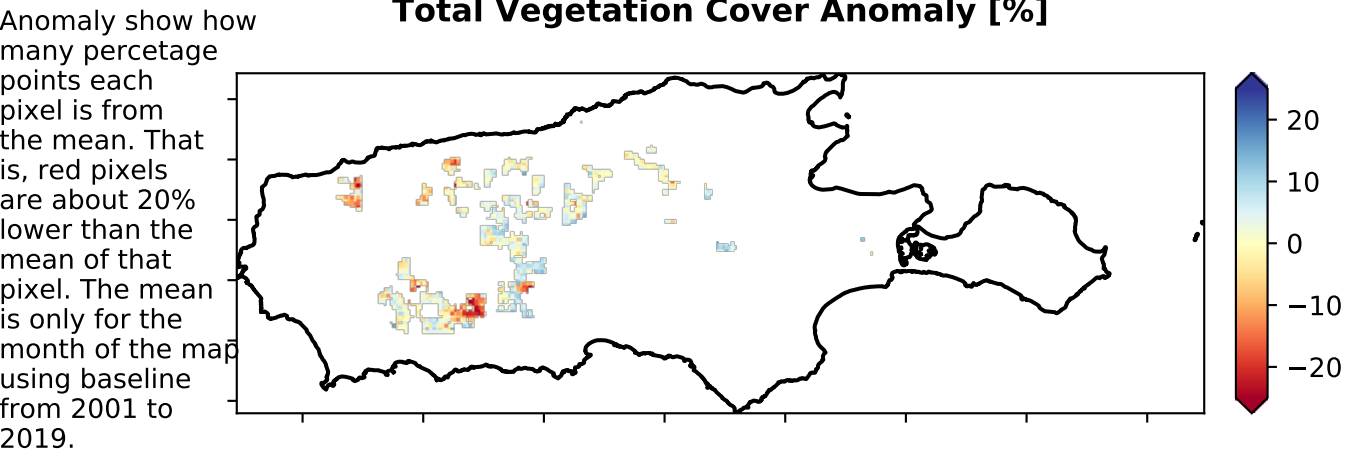 Total Vegetation Cover Anomaly [%]
Anomaly show how
many percetage
points each
pixel is from
the mean. That
is, red pixels
are about 20%
lower than the
mean of that
pixel. The mean
is only for the
month of the map
using baseline
from 2001 to
2019.
20
10
0
−10
−20